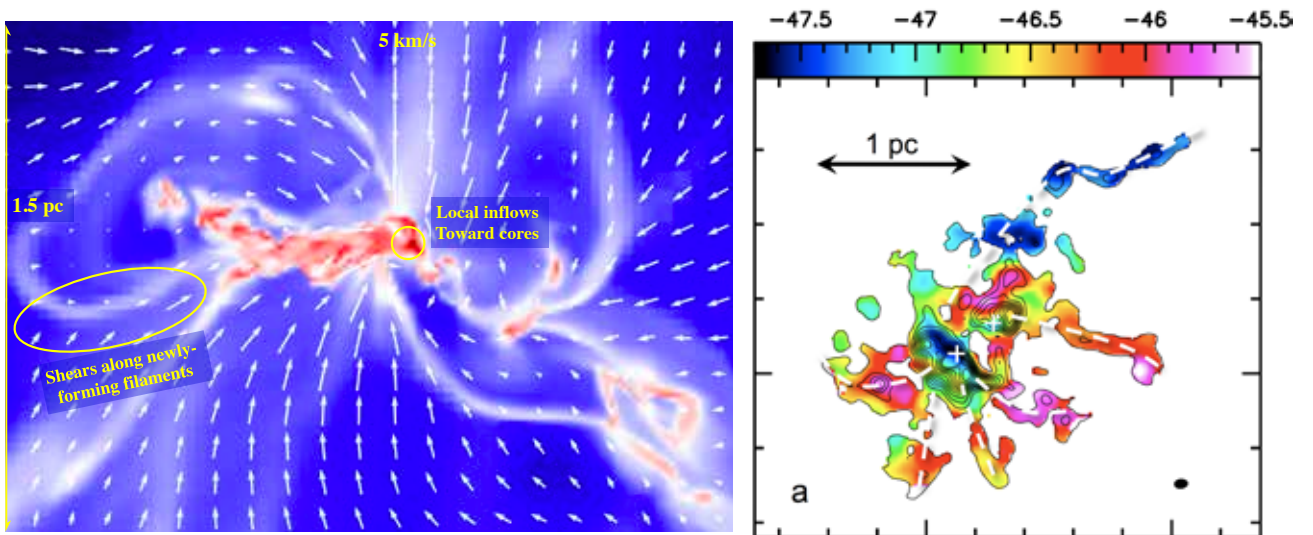 5 km/s
1.5 pc
Local inflows
Toward cores
Shears along newly-
forming filaments
−47.5 −47 −46.5 −46 −45.5
1 pc
a